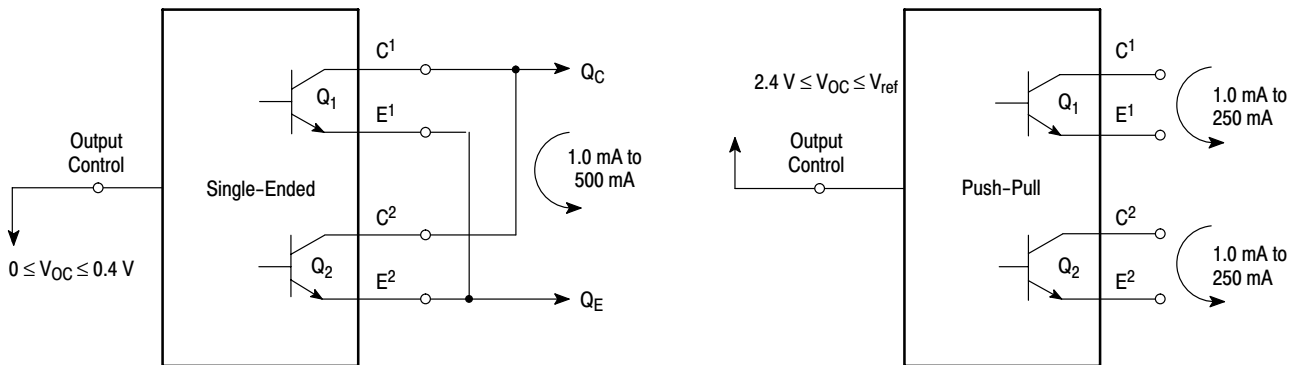 C1
Q1
E1
QC
Output
Control
Single-Ended
1.0 mA to
500 mA
C2
Q2
E2
QE
0 ≤ VOC ≤ 0.4 V
C1
2.4 V ≤ VOC ≤ Vref
Q1
E1
1.0 mA to
250 mA
Output
Control
Push-Pull
C2
Q2
E2
1.0 mA to
250 mA